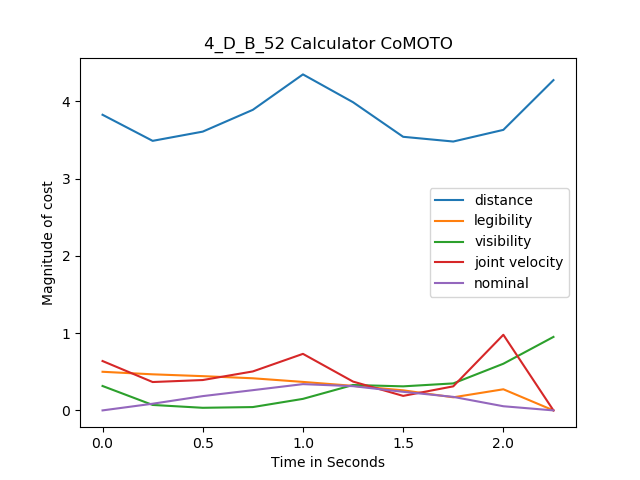 4_D_B_52 Calculator CoMOTO
Magnitude of cost
4
3
2
1
0
distance
legibility
visibility
joint velocity
nominal
0.0 0.5 1.0 1.5 2.0
Time in Seconds